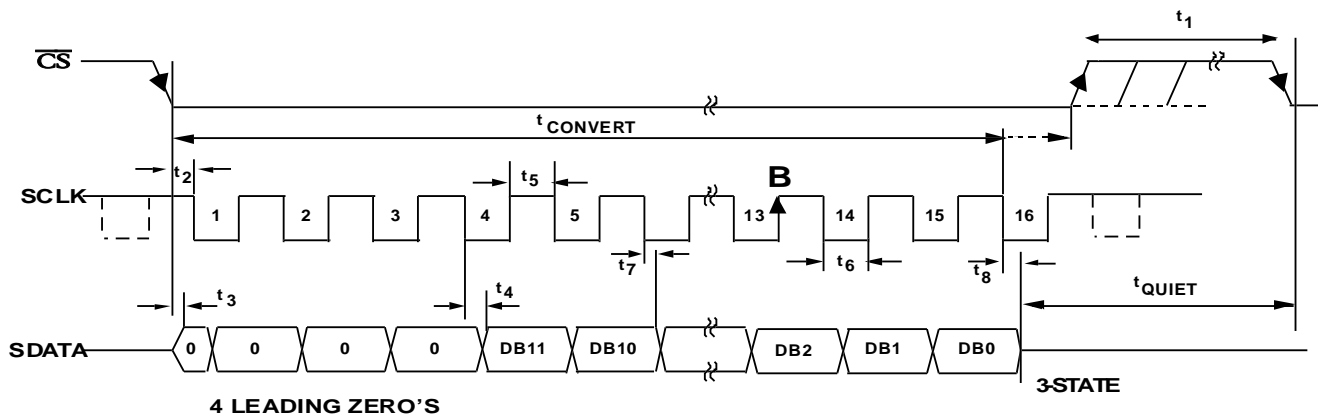 t1
CS
tCONVERT
t2
t5
B
SCLK
1 2 3 4 5 13 14 15 16
t7 t6 t8
t3 t4 tQUIET
SDATA
0 0 0 0 DB11 DB10 DB2 DB1 DB0
3-STATE
4 LEADING ZERO'S